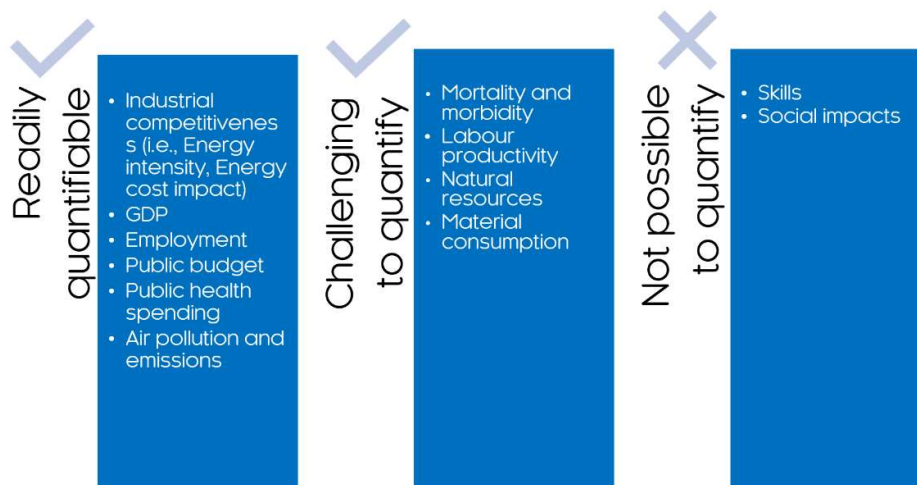 Readily
quantifiable
• Industrial
competitivenes
s (i.e., Energy
intensity, Energy
cost impact)
• GDP
• Employment
• Public budget
• Public health
spending
• Air pollution and
emissions
Challenging
to quantify
• Mortality and
morbidity
• Labour
productivity
• Natural
resources
• Material
consumption
Not possible
to quantify
• Skills
• Social impacts